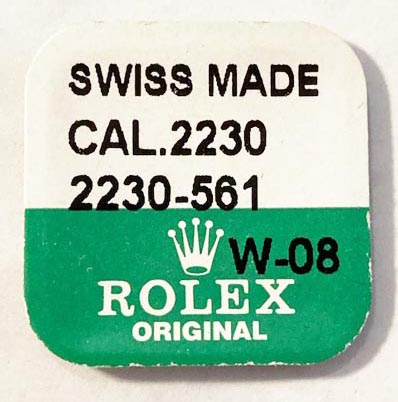 SWISS MADE
CAL.2230
2230-561
W-08
ROLEX
ORIGINAL